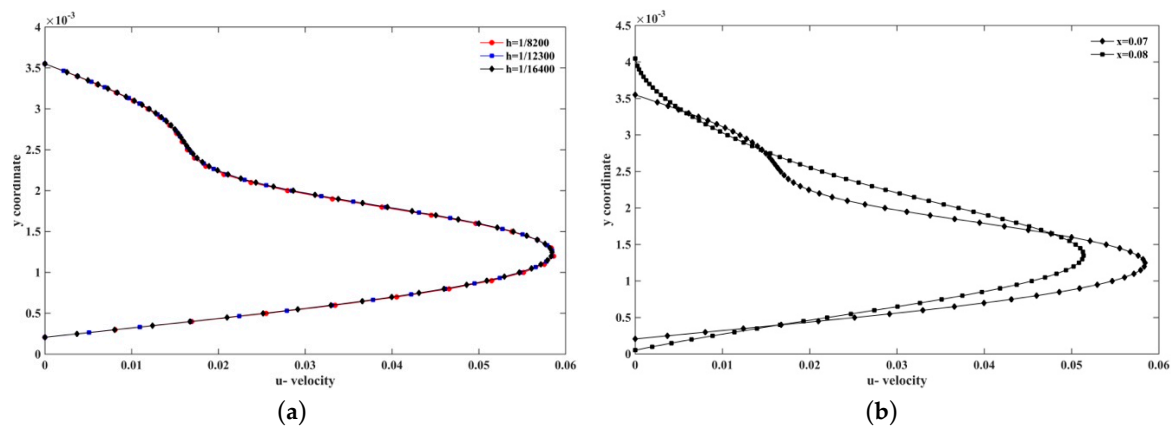 ×10⁻³
4
3.5
3
2.5
2
1.5
1
0.5
0
y coordinate
h=1/8200
h=1/12300
h=1/16400
0 0.01 0.02 0.03 0.04 0.05 0.06
u- velocity
(a)
×10⁻³
4.5
4
3.5
3
2.5
2
1.5
1
0.5
0
y coordinate
x=0.07
x=0.08
0 0.01 0.02 0.03 0.04 0.05 0.06
u- velocity
(b)